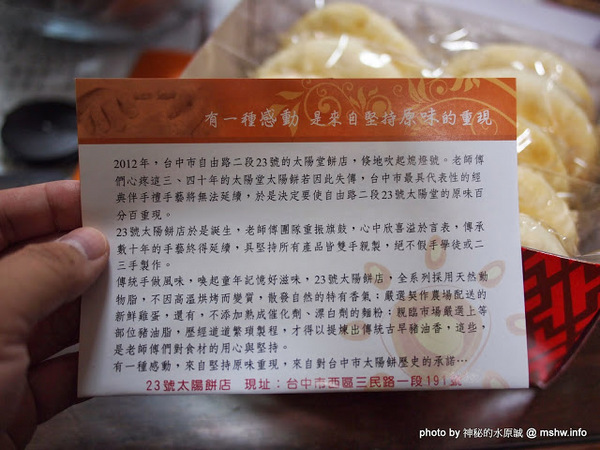 有一種感動 是來自堅持原味的重現
2012年，台中市自由路二段23號的太陽堂餅店，倏地吹起熄燈號。老師傅
們心疼這三、四十年的太陽堂太陽餅若因此失傳，台中市最具代表性的經
典伴手禮手藝將無法延續，於是決定要使自由路二段23號太陽堂的原味百
分百重現。
23號太陽餅店於是誕生，老師傅團隊重振旗鼓，心中欣喜溢於言表，傳承
數十年的手藝終得延續，其堅持所有產品皆雙手親製，絕不假手學徒或二
三手製作。
傳統手做風味，喚起童年記憶好滋味，23號太陽餅店，全系列採用天然動
物脂，不因高溫烘烤而變質，散發自然的特有香氣；嚴選契作農場配送的
新鮮雞蛋，還有，不添加熟成催化劑、漂白劑的麵粉；親臨市場嚴選上等
部位豬油脂，歷經道道繁瑣製程，才得以提煉出傳統古早豬油香，這些，
是老師傅們對食材的用心與堅持。
有一種感動，來自堅持原味重現，來自對台中市太陽餅歷史的承諾…
23號太陽餅店 現址：台中市西區三民路一段191號
photo by 神秘的水原誠 @ mshw.info